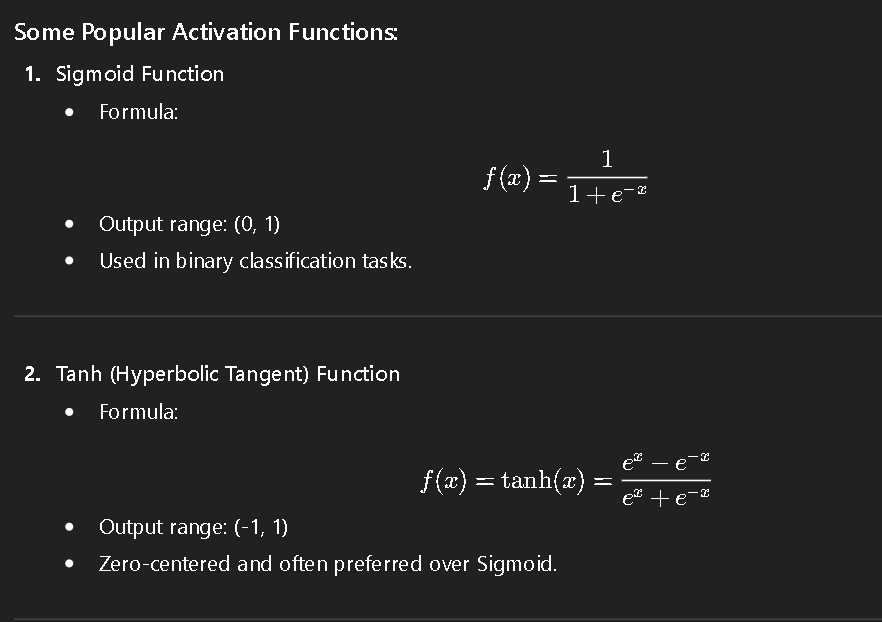 Some Popular Activation Functions:
1. Sigmoid Function
• Formula:
f(x) = 1 / (1 + e^{-x})
• Output range: (0, 1)
• Used in binary classification tasks.
2. Tanh (Hyperbolic Tangent) Function
• Formula:
f(x) = tanh(x) = (e^x - e^{-x}) / (e^x + e^{-x})
• Output range: (-1, 1)
• Zero-centered and often preferred over Sigmoid.